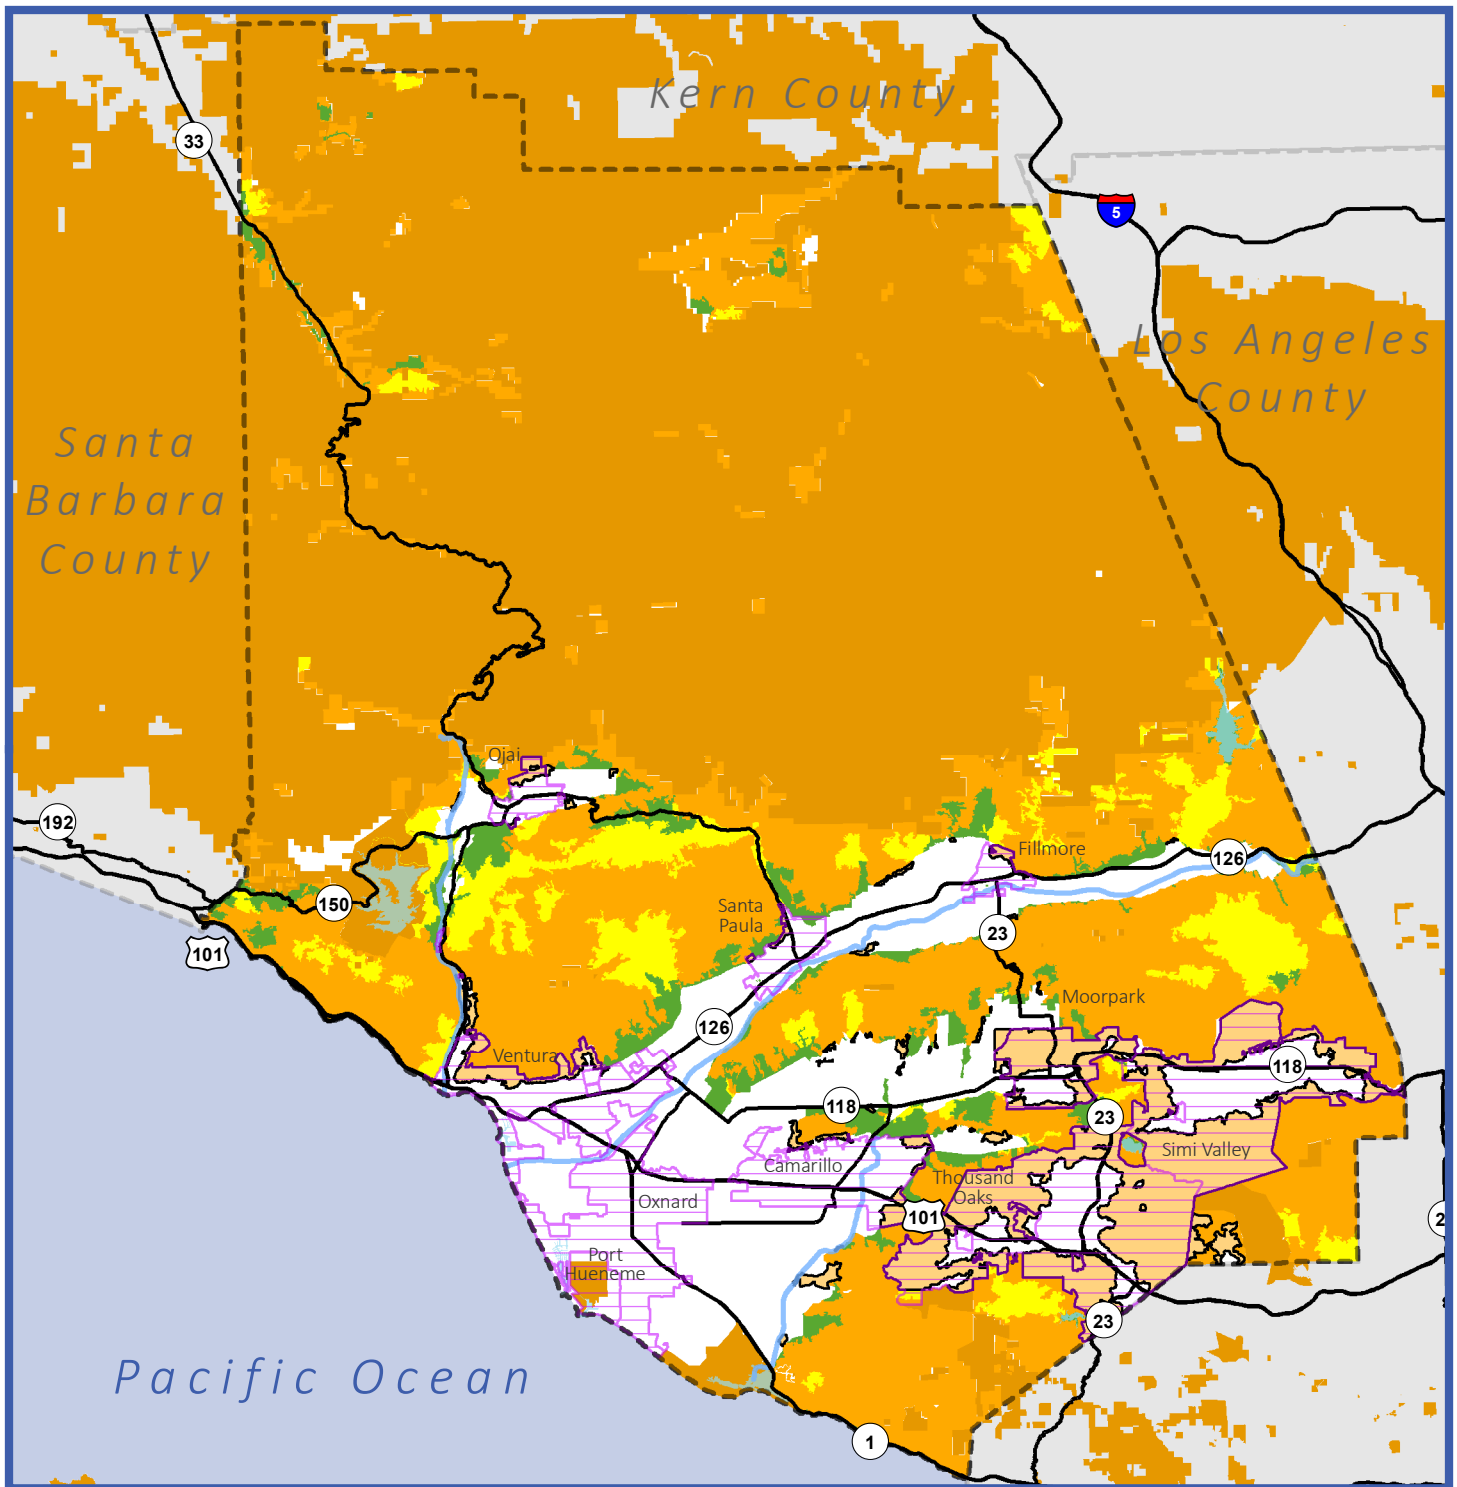 Kern County
33
5
Los Angeles
County
Santa
Barbara
County
Ojai
192
Fillmore
126
150
Santa
Paula
23
101
Moorpark
126
Ventura
118
118
23
Simi Valley
Camarillo
Thousand
Oaks
Oxnard
101
2
Port
Hueneme
23
Pacific Ocean
1